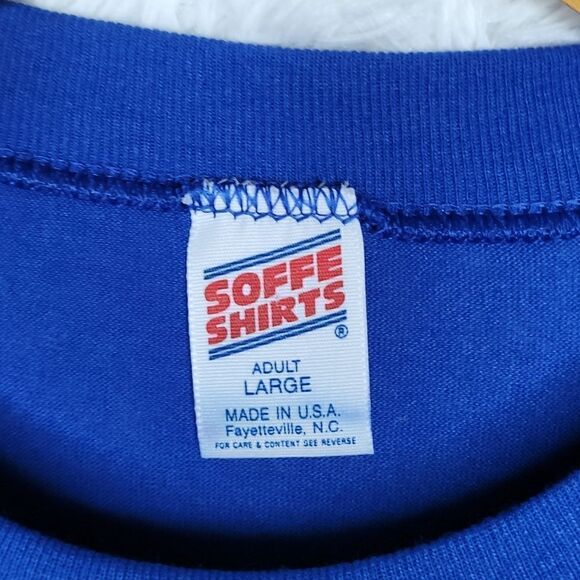 SOFFE
SHIRTS ®
ADULT
LARGE
MADE IN U.S.A.
Fayetteville, N.C.
FOR CARE & CONTENT SEE REVERSE